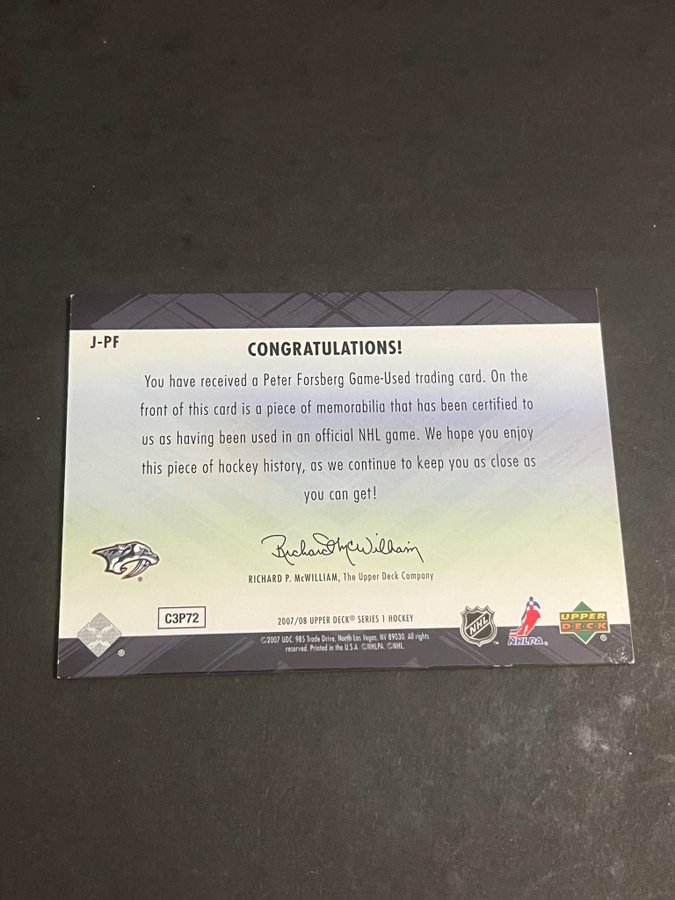 J-PF
CONGRATULATIONS!
You have received a Peter Forsberg Game-Used trading card. On the
front of this card is a piece of memorabilia that has been certified to
us as having been used in an official NHL game. We hope you enjoy
this piece of hockey history, as we continue to keep you as close as
you can get!
Richard McWilliam
RICHARD P. McWILLIAM, The Upper Deck Company
C3P72
2007/08 UPPER DECK® SERIES 1 HOCKEY
©2007 UDC. 985 Trade Drive, North Las Vegas, NV 89030. All rights
reserved. Printed in the U.S.A. ©NHLPA. ©NHL.
NHL
™
NHLPA®
UPPER
DECK
®
®